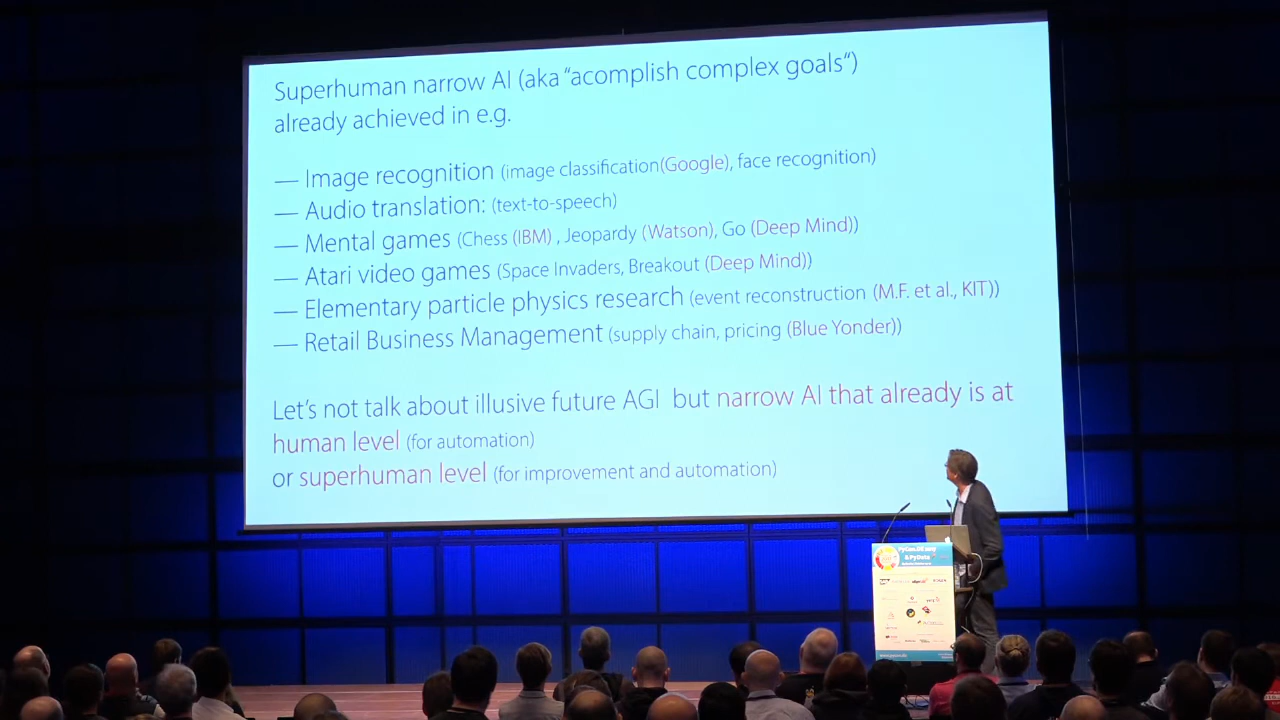 Superhuman narrow AI (aka “acomplish complex goals“)
already achieved in e.g.
— Image recognition (image classification(Google), face recognition)
— Audio translation: (text-to-speech)
— Mental games (Chess (IBM) , Jeopardy (Watson), Go (Deep Mind))
— Atari video games (Space Invaders, Breakout (Deep Mind))
— Elementary particle physics research (event reconstruction (M.F. et al., KIT))
— Retail Business Management (supply chain, pricing (Blue Yonder))
Let’s not talk about illusive future AGI but narrow AI that already is at
human level (for automation)
or superhuman level (for improvement and automation)
PyCon.DE 2017
& PyData